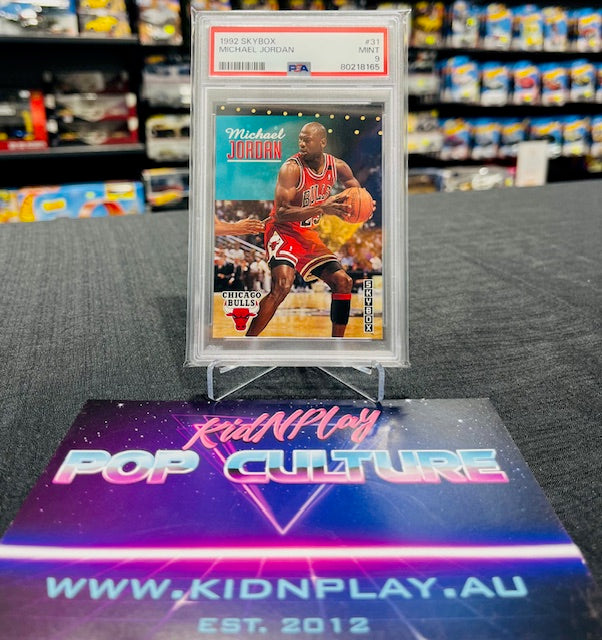 1992 SKYBOX #31
MICHAEL JORDAN MINT
9
PSA 80218165
Michael
JORDAN
BULLS
23
CHICAGO
BULLS
SKYBOX
KidNPlay
POP CULTURE
WWW.KIDNPLAY.AU
EST. 2012